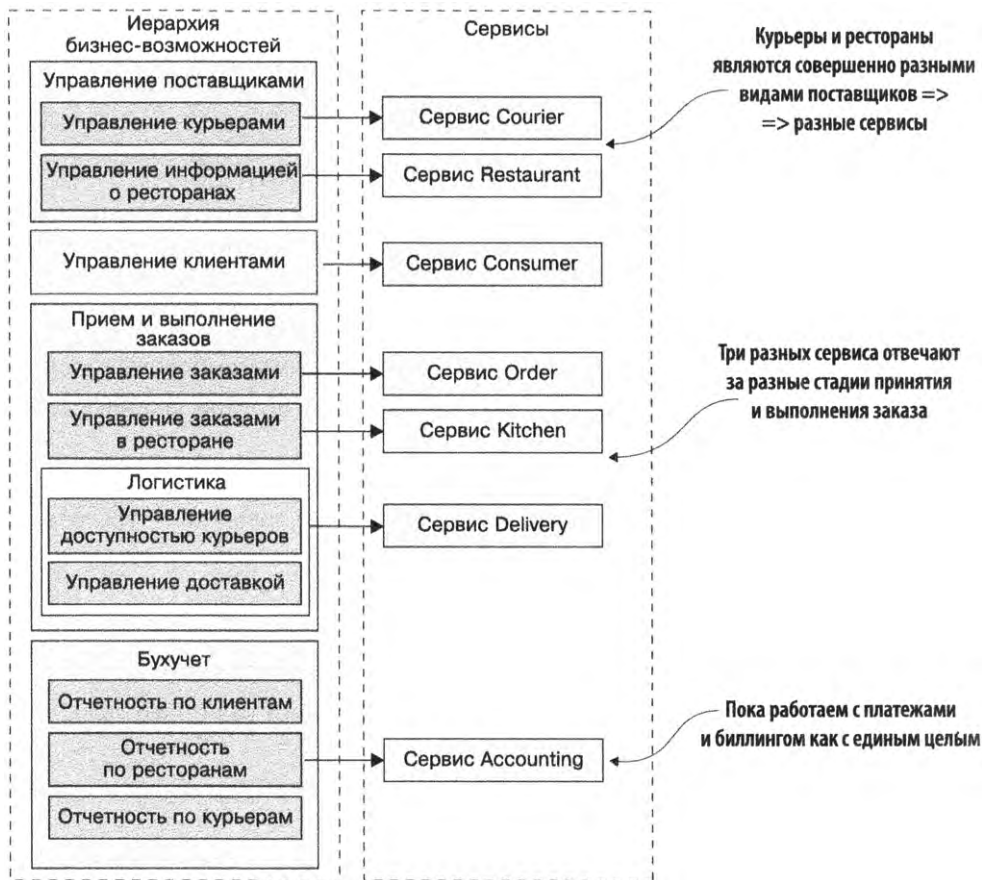 Иерархия
бизнес-возможностей
Управление поставщиками
Управление курьерами
Управление информацией
о ресторанах
Управление клиентами
Прием и выполнение
заказов
Управление заказами
Управление заказами
в ресторане
Логистика
Управление
доступностью курьеров
Управление доставкой
Бухучет
Отчетность по клиентам
Отчетность
по ресторанам
Отчетность по курьерам
Сервисы
Сервис Courier
Сервис Restaurant
Сервис Consumer
Сервис Order
Сервис Kitchen
Сервис Delivery
Сервис Accounting
Курьеры и рестораны
являются совершенно разными
видами поставщиков =>
=> разные сервисы
Три разных сервиса отвечают
за разные стадии принятия
и выполнения заказа
Пока работаем с платежами
и биллингом как с единым целым